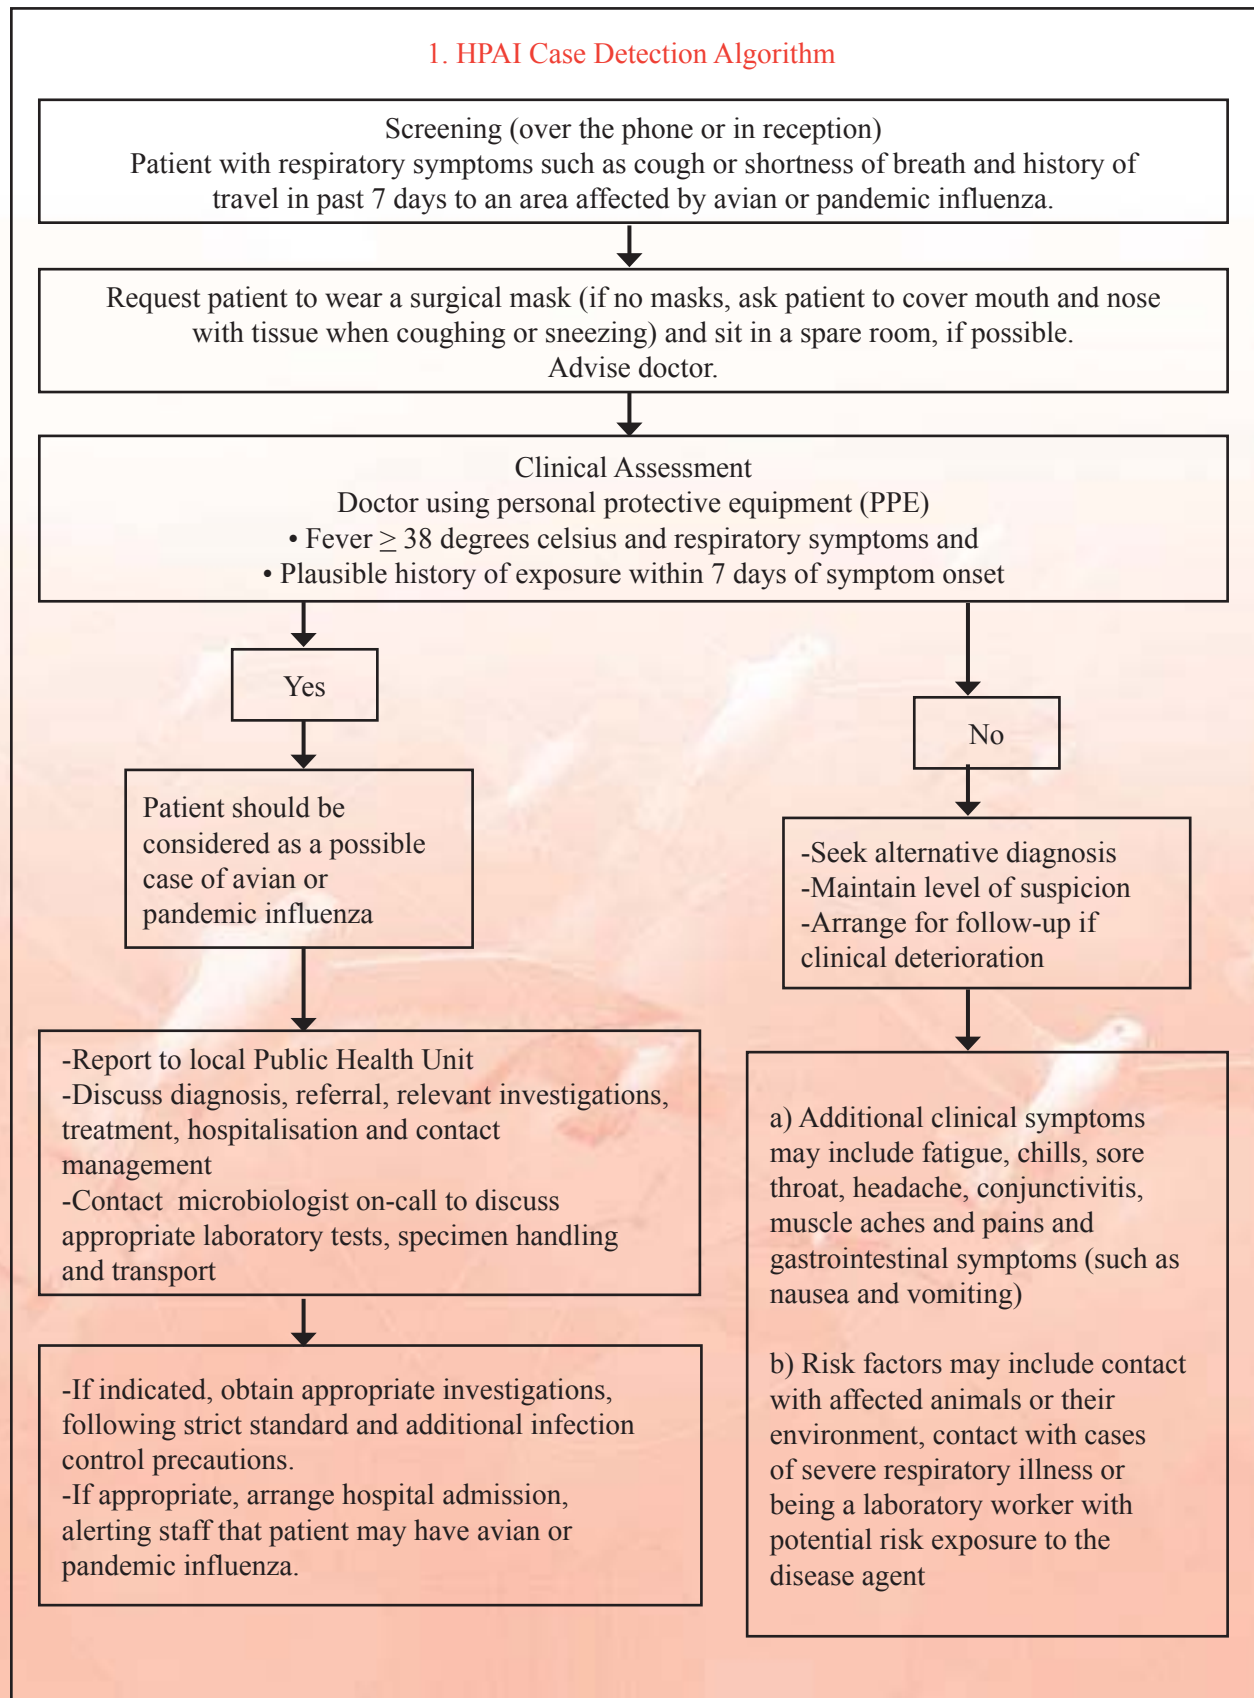 1. HPAI Case Detection Algorithm
Screening (over the phone or in reception)
Patient with respiratory symptoms such as cough or shortness of breath and history of
travel in past 7 days to an area affected by avian or pandemic influenza.
Request patient to wear a surgical mask (if no masks, ask patient to cover mouth and nose
with tissue when coughing or sneezing) and sit in a spare room, if possible.
Advise doctor.
Clinical Assessment
Doctor using personal protective equipment (PPE)
• Fever ≥ 38 degrees celsius and respiratory symptoms and
• Plausible history of exposure within 7 days of symptom onset
Yes
Patient should be
considered as a possible
case of avian or
pandemic influenza
-Report to local Public Health Unit
-Discuss diagnosis, referral, relevant investigations,
treatment, hospitalisation and contact
management
-Contact  microbiologist on-call to discuss
appropriate laboratory tests, specimen handling
and transport
-If indicated, obtain appropriate investigations,
following strict standard and additional infection
control precautions.
-If appropriate, arrange hospital admission,
alerting staff that patient may have avian or
pandemic influenza.
No
-Seek alternative diagnosis
-Maintain level of suspicion
-Arrange for follow-up if
clinical deterioration
a) Additional clinical symptoms
may include fatigue, chills, sore
throat, headache, conjunctivitis,
muscle aches and pains and
gastrointestinal symptoms (such as
nausea and vomiting)
b) Risk factors may include contact
with affected animals or their
environment, contact with cases
of severe respiratory illness or
being a laboratory worker with
potential risk exposure to the
disease agent